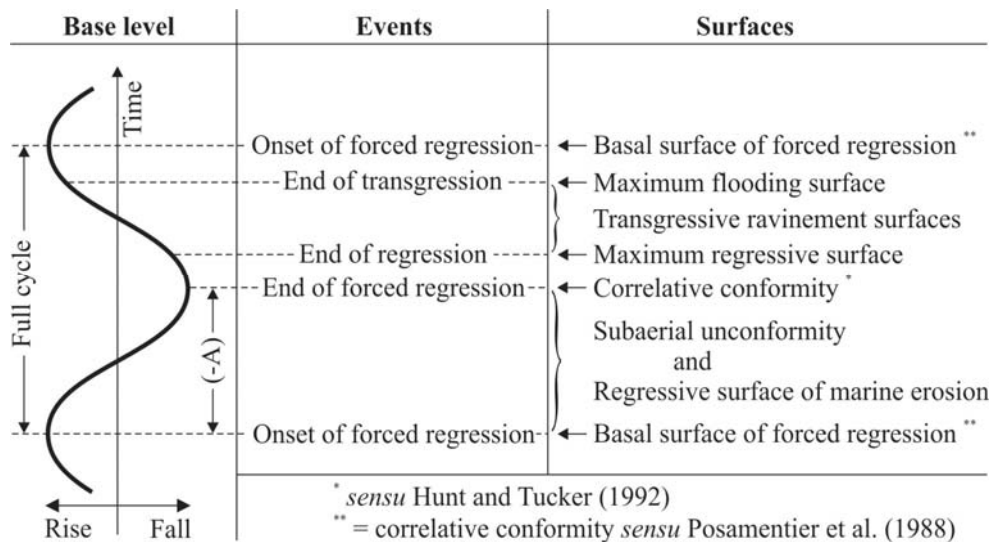 Base level Events Surfaces
Time
Onset of forced regression Basal surface of forced regression **
End of transgression Maximum flooding surface
Transgressive ravinement surfaces
End of regression Maximum regressive surface
End of forced regression Correlative conformity *
Full cycle
(-A)
Subaerial unconformity
and
Regressive surface of marine erosion
Onset of forced regression Basal surface of forced regression **
Rise Fall
* sensu Hunt and Tucker (1992)
** = correlative conformity sensu Posamentier et al. (1988)